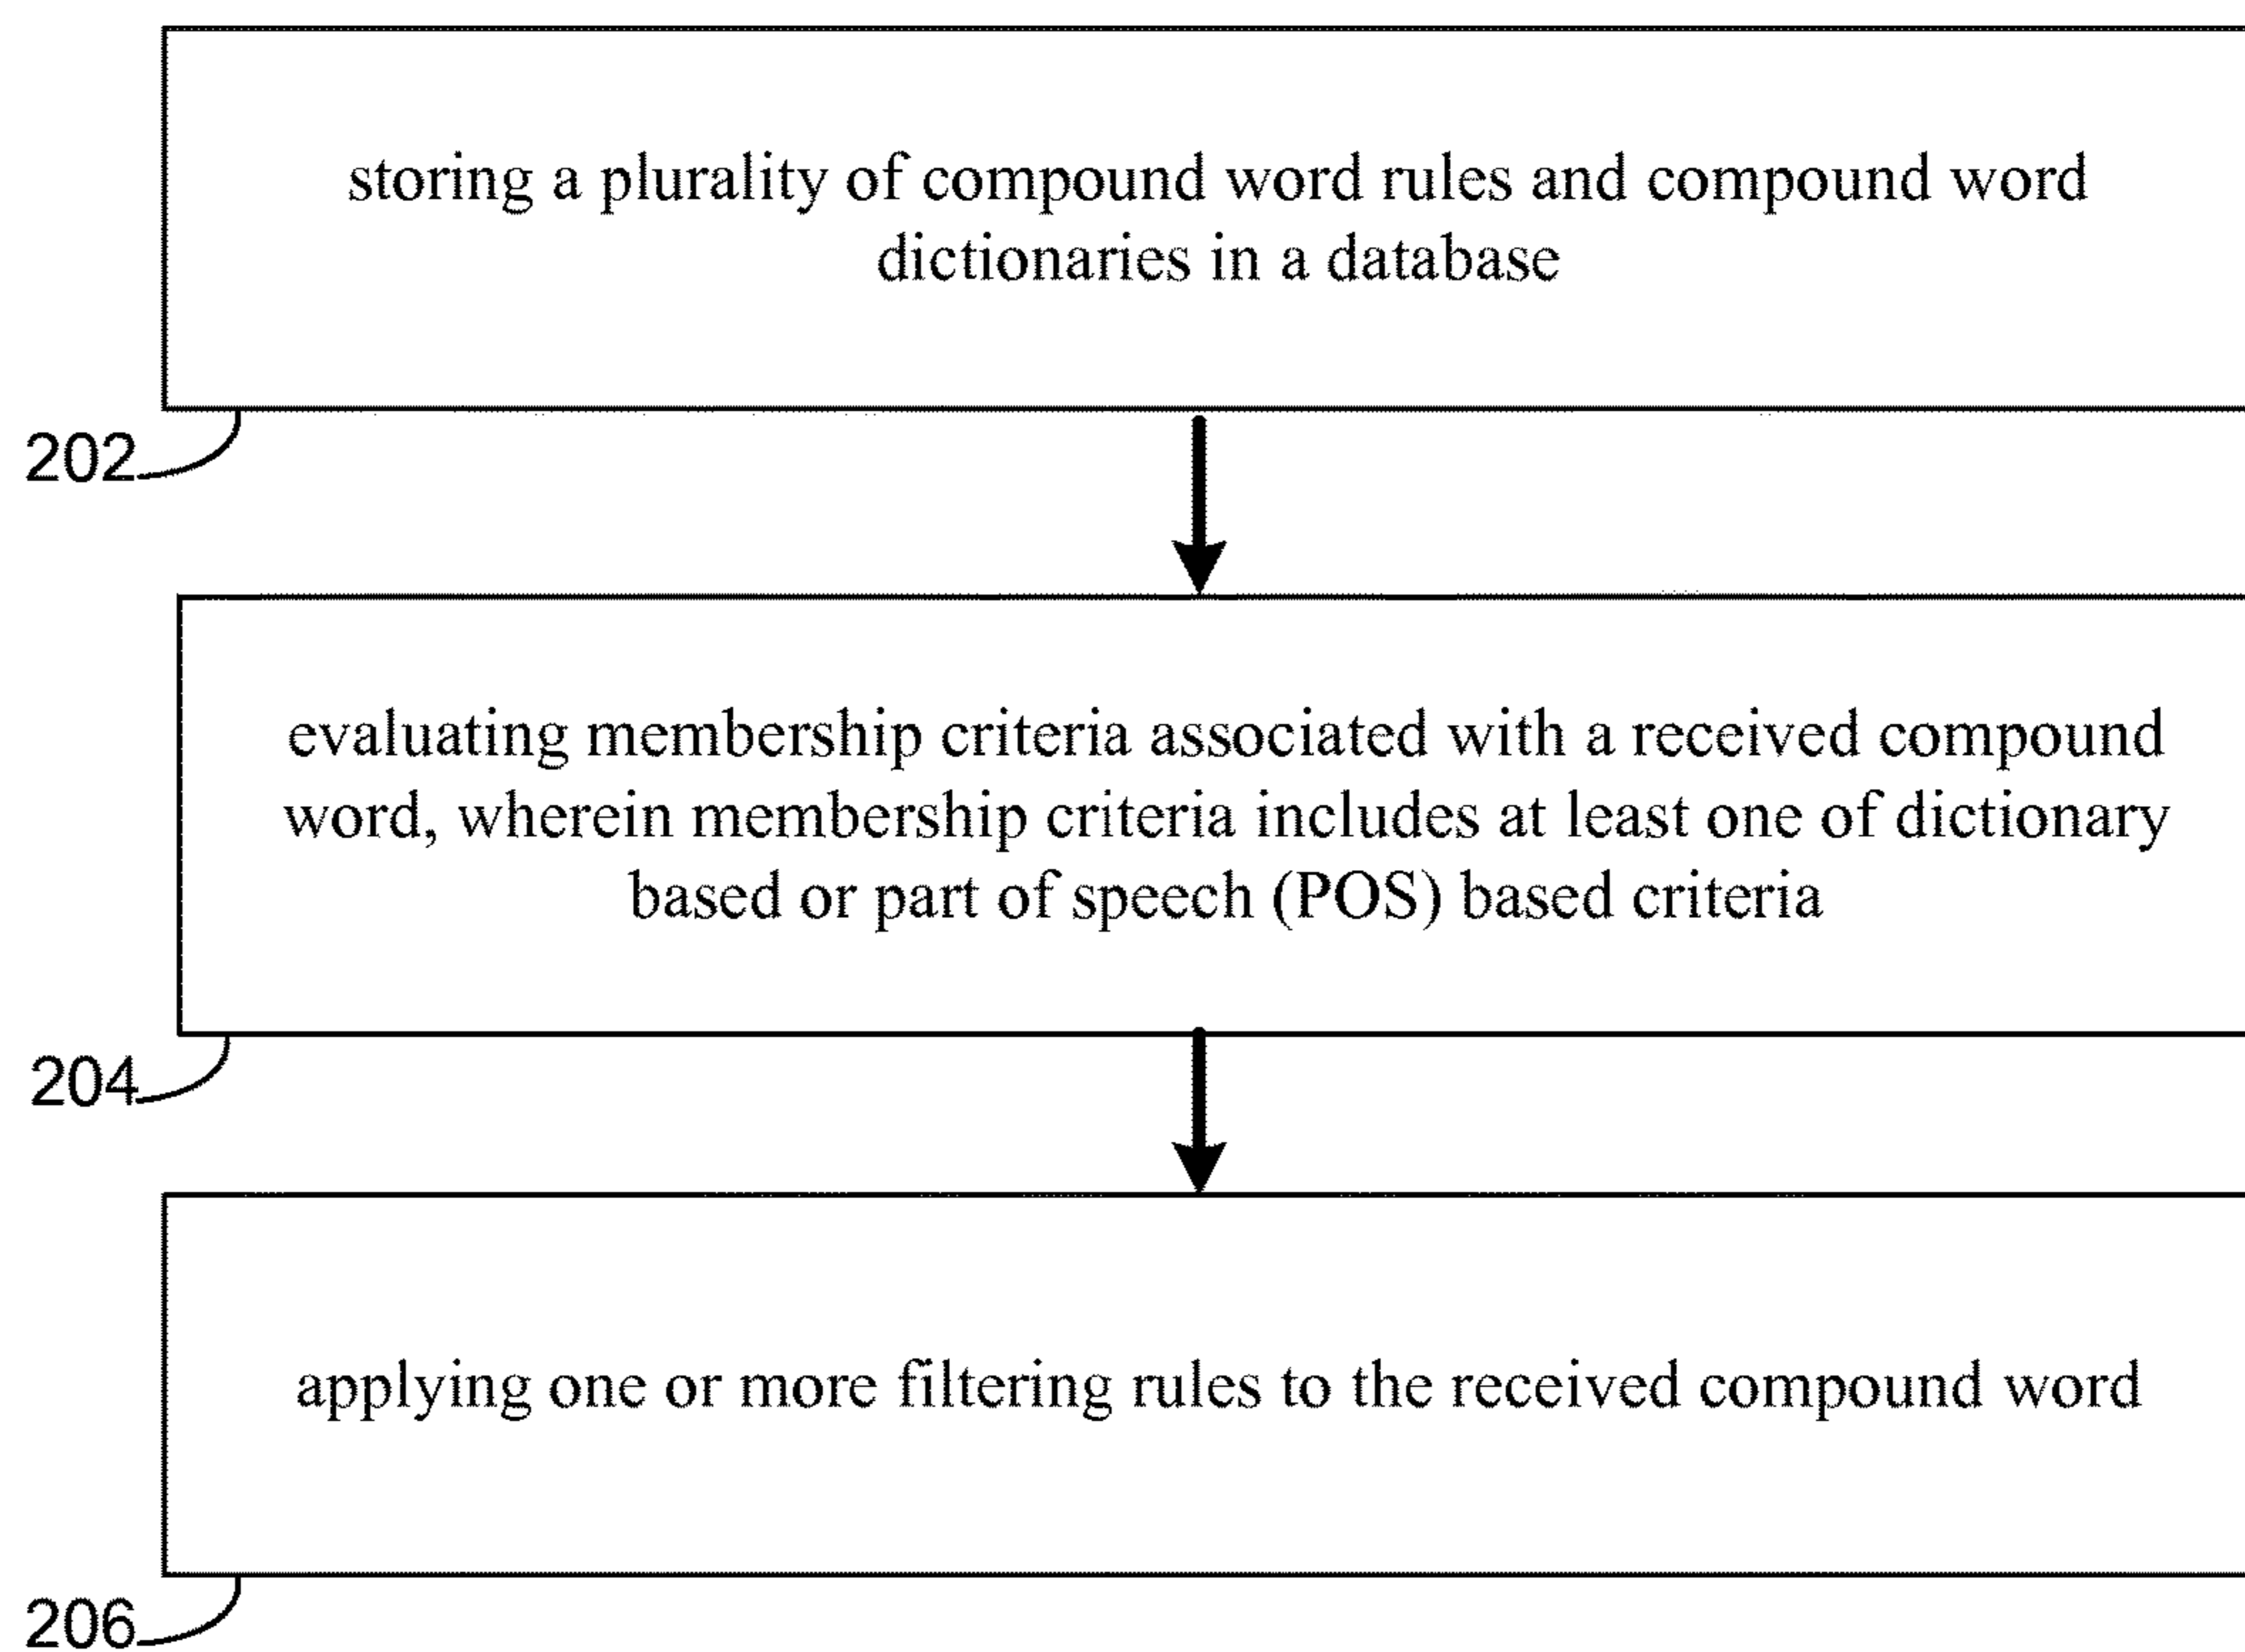 storing a plurality of compound word rules and compound word
dictionaries in a database
202
evaluating membership criteria associated with a received compound
word, wherein membership criteria includes at least one of dictionary
based or part of speech (POS) based criteria
204
applying one or more filtering rules to the received compound word
206